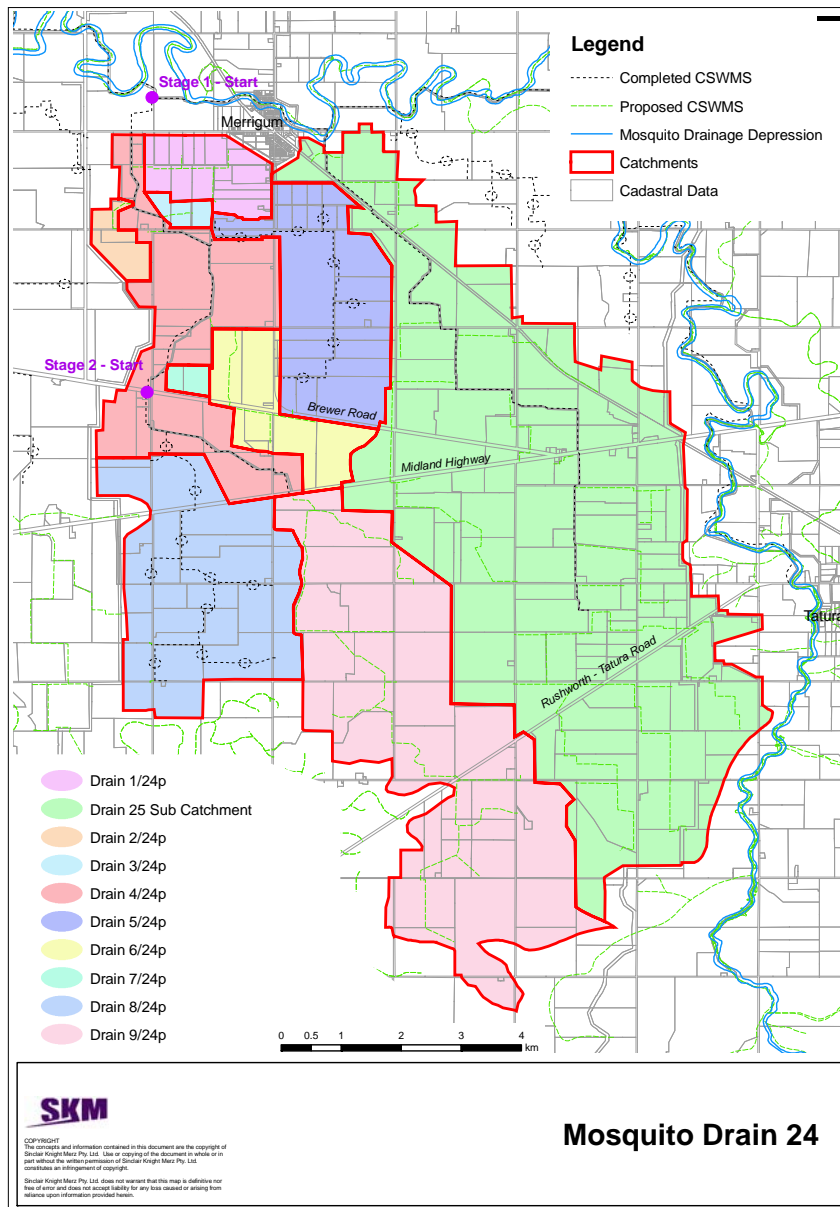 Stage 1 - Start
Merrigum
Legend
Completed CSWMS
Proposed CSWMS
Mosquito Drainage Depression
Catchments
Cadastral Data
Stage 2 - Start
Brewer Road
Midland Highway
Tatura
Rushworth - Tatura Road
Drain 1/24p
Drain 25 Sub Catchment
Drain 2/24p
Drain 3/24p
Drain 4/24p
Drain 5/24p
Drain 6/24p
Drain 7/24p
Drain 8/24p
Drain 9/24p
0 0.5 1 2 3 4
km
SKM
COPYRIGHT
The concepts and information contained in this document are the copyright of
Sinclair Knight Merz Pty. Ltd. Use or copying of the document in whole or in
part without the written permission of Sinclair Knight Merz Pty. Ltd.
constitutes an infringement of copyright.
Sinclair Knight Merz Pty. Ltd. does not warrant that this map is definitive nor
free of error and does not accept liability for any loss caused or arising from
reliance upon information provided herein.
Mosquito Drain 24